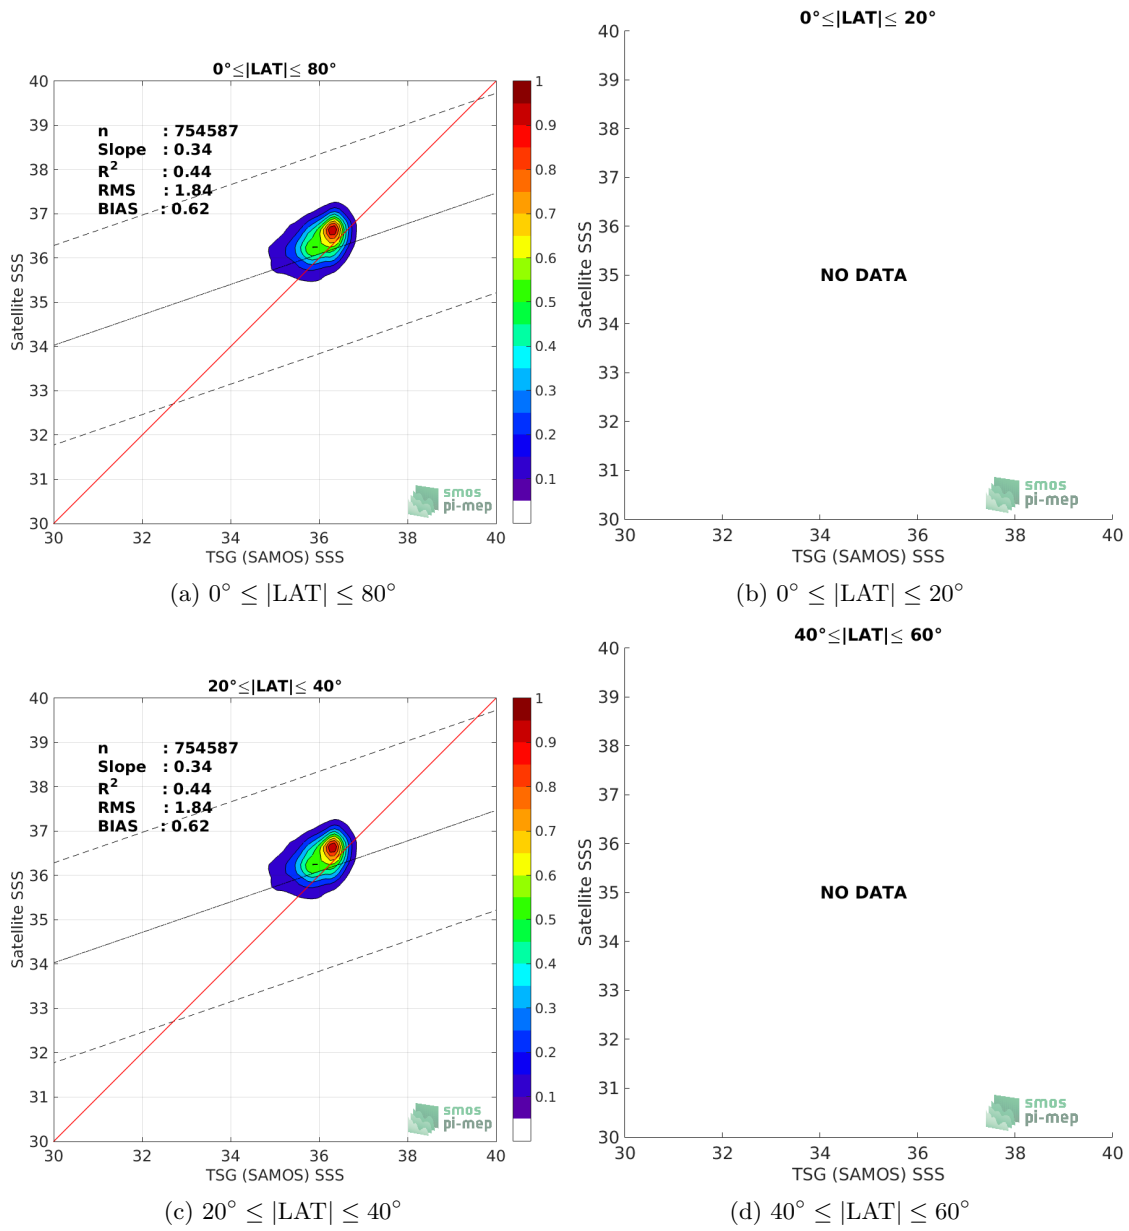 0°≤|LAT|≤ 80°
40
39
38
37
36
35
34
33
32
31
30
Satellite SSS
n : 754587
Slope : 0.34
R² : 0.44
RMS : 1.84
BIAS : 0.62
smos
pi-mep
30 32 34 36 38 40
TSG (SAMOS) SSS
1
0.9
0.8
0.7
0.6
0.5
0.4
0.3
0.2
0.1
(a) 0° ≤ |LAT| ≤ 80°
0°≤|LAT|≤ 20°
40
39
38
37
36
35
34
33
32
31
30
Satellite SSS
NO DATA
smos
pi-mep
30 32 34 36 38 40
TSG (SAMOS) SSS
(b) 0° ≤ |LAT| ≤ 20°
20°≤|LAT|≤ 40°
40
39
38
37
36
35
34
33
32
31
30
Satellite SSS
n : 754587
Slope : 0.34
R² : 0.44
RMS : 1.84
BIAS : 0.62
smos
pi-mep
30 32 34 36 38 40
TSG (SAMOS) SSS
1
0.9
0.8
0.7
0.6
0.5
0.4
0.3
0.2
0.1
(c) 20° ≤ |LAT| ≤ 40°
40°≤|LAT|≤ 60°
40
39
38
37
36
35
34
33
32
31
30
Satellite SSS
NO DATA
smos
pi-mep
30 32 34 36 38 40
TSG (SAMOS) SSS
(d) 40° ≤ |LAT| ≤ 60°